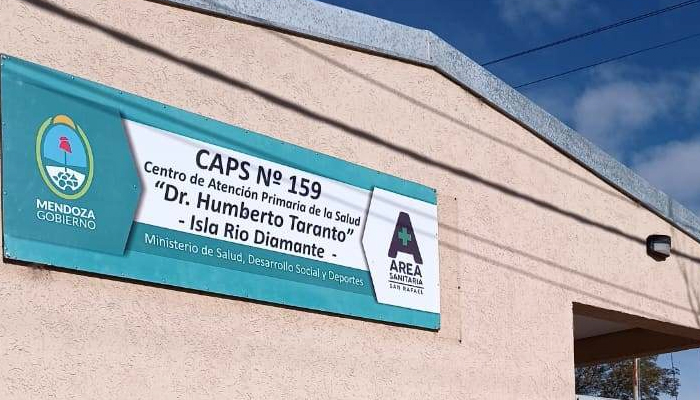 MENDOZA
GOBIERNO
CAPS Nº 159
Centro de Atención Primaria de la Salud
“Dr. Humberto Taranto”
- Isla Rio Diamante -
Ministerio de Salud, Desarrollo Social y Deportes
A
AREA
SANITARIA
SAN RAFAEL